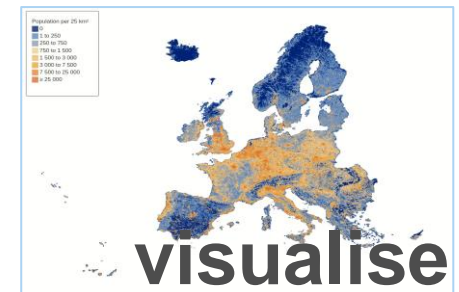 Population per 25 km²
0
1 to 250
250 to 750
750 to 1 500
1 500 to 3 000
3 000 to 7 500
7 500 to 25 000
≥ 25 000
visualise